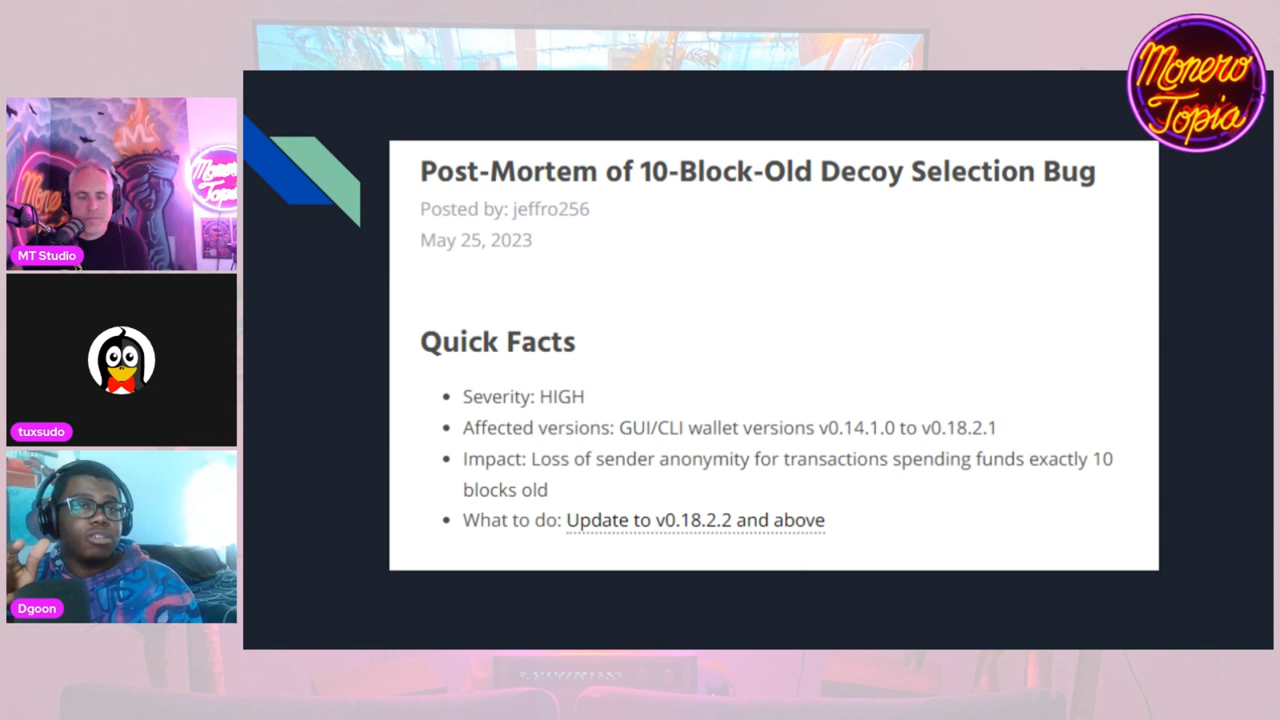 Monero
Topia
Post-Mortem of 10-Block-Old Decoy Selection Bug
Posted by: jeffro256
May 25, 2023
Quick Facts
Severity: HIGH
Affected versions: GUI/CLI wallet versions v0.14.1.0 to v0.18.2.1
Impact: Loss of sender anonymity for transactions spending funds exactly 10
blocks old
What to do: Update to v0.18.2.2 and above
MT Studio
tuxsudo
Dgoon